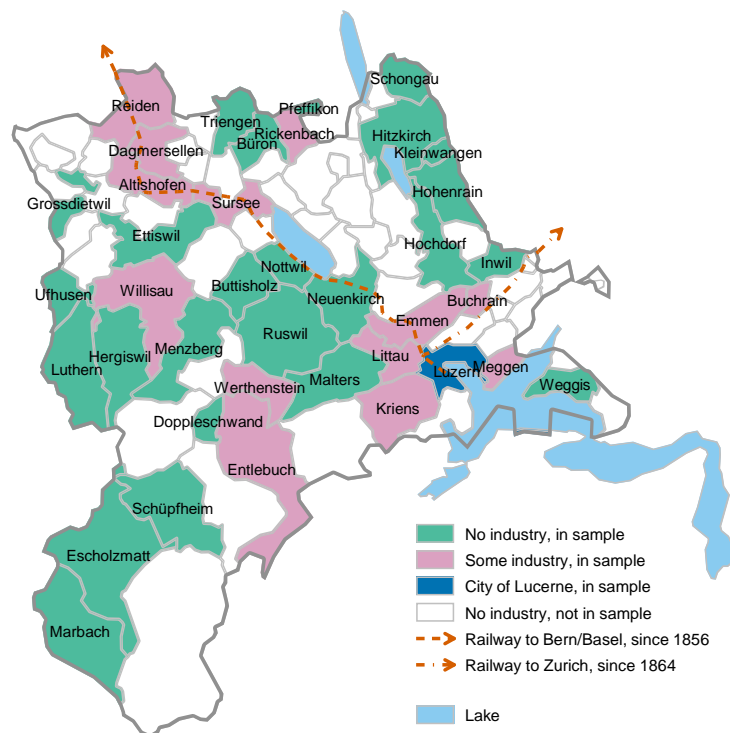 Schongau
Reiden
Pfeffikon
Triengen
Rickenbach
Hitzkirch
Büron
Dagmersellen
Kleinwangen
Altishofen
Hohenrain
Grossdietwil
Sursee
Ettiswil
Hochdorf
Inwil
Nottwil
Ufhusen
Willisau
Buttisholz
Neuenkirch
Buchrain
Emmen
Ruswil
Menzberg
Hergiswil
Littau
Luthern
Luzern
Meggen
Malters
Weggis
Werthenstein
Kriens
Doppleschwand
Entlebuch
Schüpfheim
Escholzmatt
Marbach
No industry, in sample
Some industry, in sample
City of Lucerne, in sample
No industry, not in sample
Railway to Bern/Basel, since 1856
Railway to Zurich, since 1864
Lake